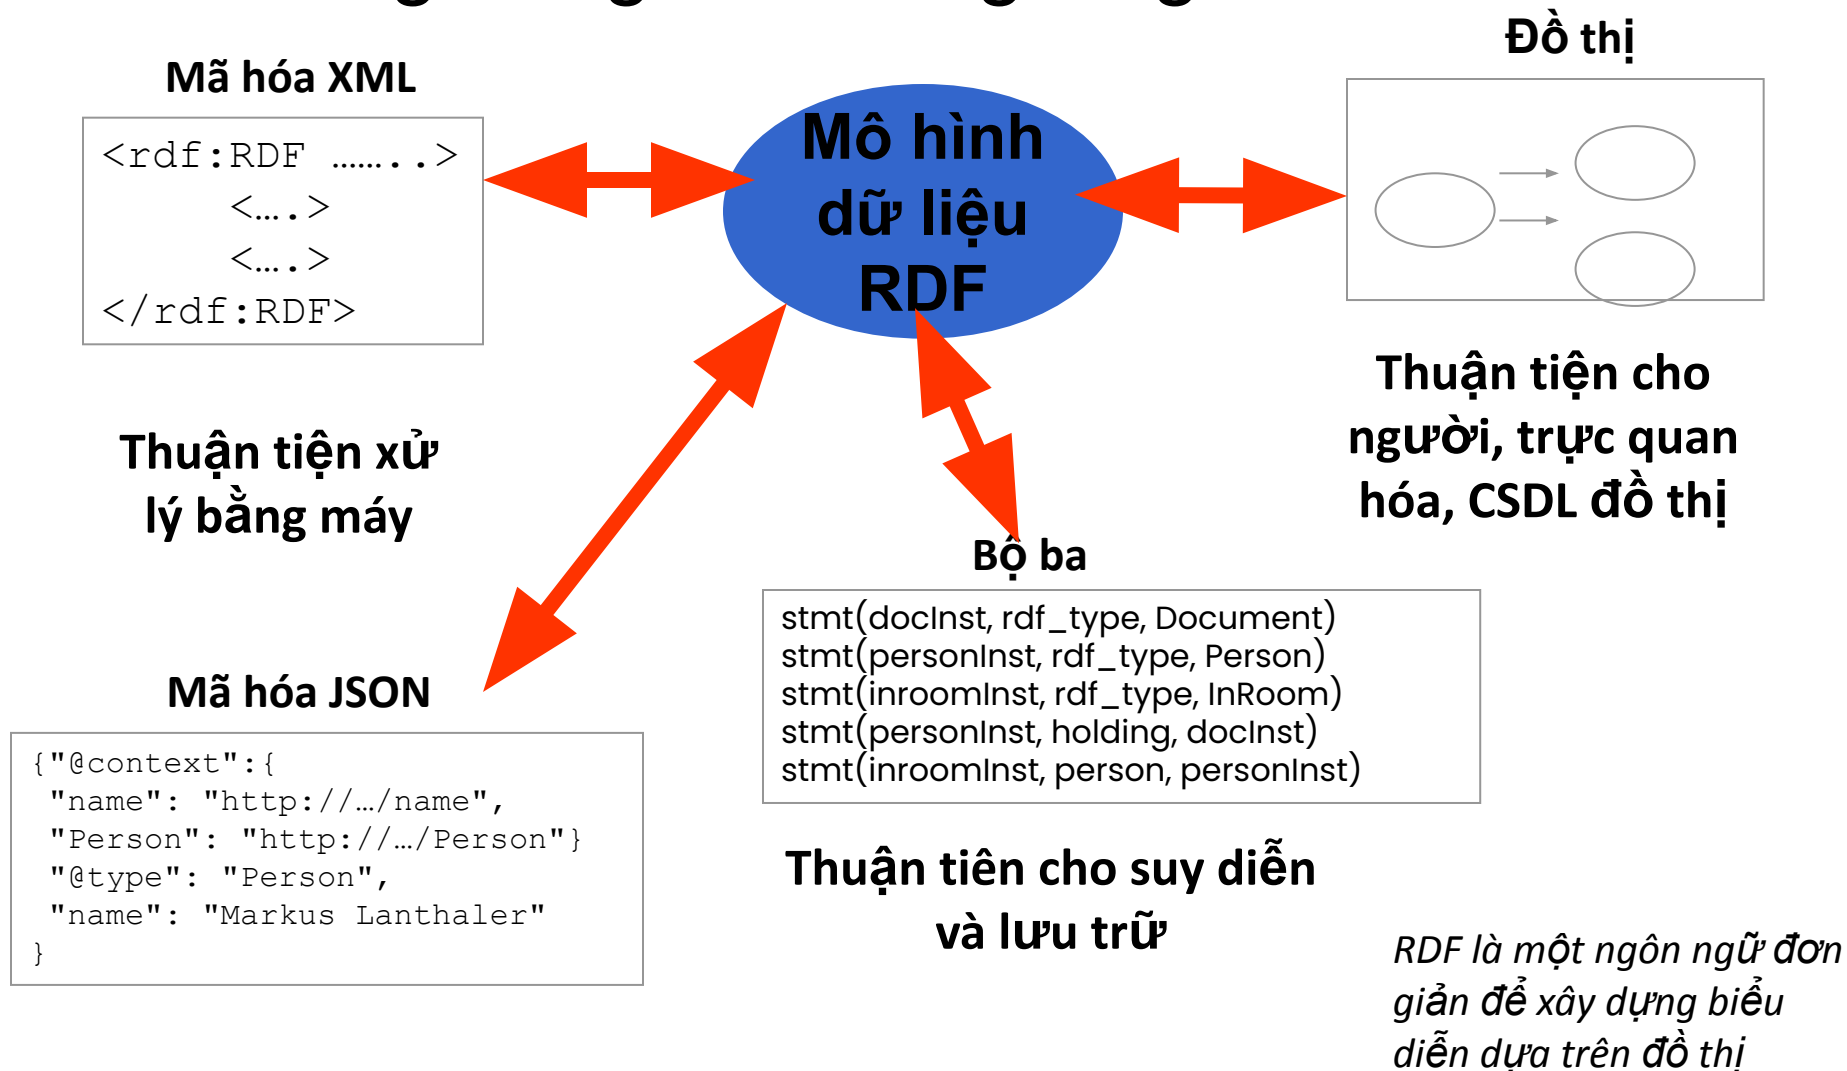 Mã hóa XML
<rdf:RDF ……..>
<….>
<….>
</rdf:RDF>
Thuận tiện xử
lý bằng máy
Mô hình
dữ liệu
RDF
Đồ thị
Thuận tiện cho
người, trực quan
hóa, CSDL đồ thị
Mã hóa JSON
{"@context":{
"name": "http://…/name",
"Person": "http://…/Person"}
"@type": "Person",
"name": "Markus Lanthaler"
}
Bộ ba
stmt(docInst, rdf_type, Document)
stmt(personInst, rdf_type, Person)
stmt(inroomInst, rdf_type, InRoom)
stmt(personInst, holding, docInst)
stmt(inroomInst, person, personInst)
Thuận tiên cho suy diễn
và lưu trữ
RDF là một ngôn ngữ đơn
giản để xây dựng biểu
diễn dựa trên đồ thị